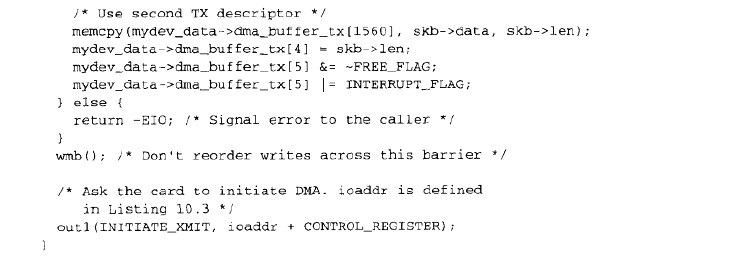 /* Use second TX descriptor */
memcpy(mydev_data->dma_buffer_tx[1560], skb->data, skb->len);
mydev_data->dma_buffer_tx[4] = skb->len;
mydev_data->dma_buffer_tx[5] &= ~FREE_FLAG;
mydev_data->dma_buffer_tx[5] |= INTERRUPT_FLAG;
} else {
return -EIO; /* Signal error to the caller */
}
wmb(); /* Don't reorder writes across this barrier */
/* Ask the card to initiate DMA. ioaddr is defined
in Listing 10.3 */
outl(INITIATE_XMIT, ioaddr + CONTROL_REGISTER);
}